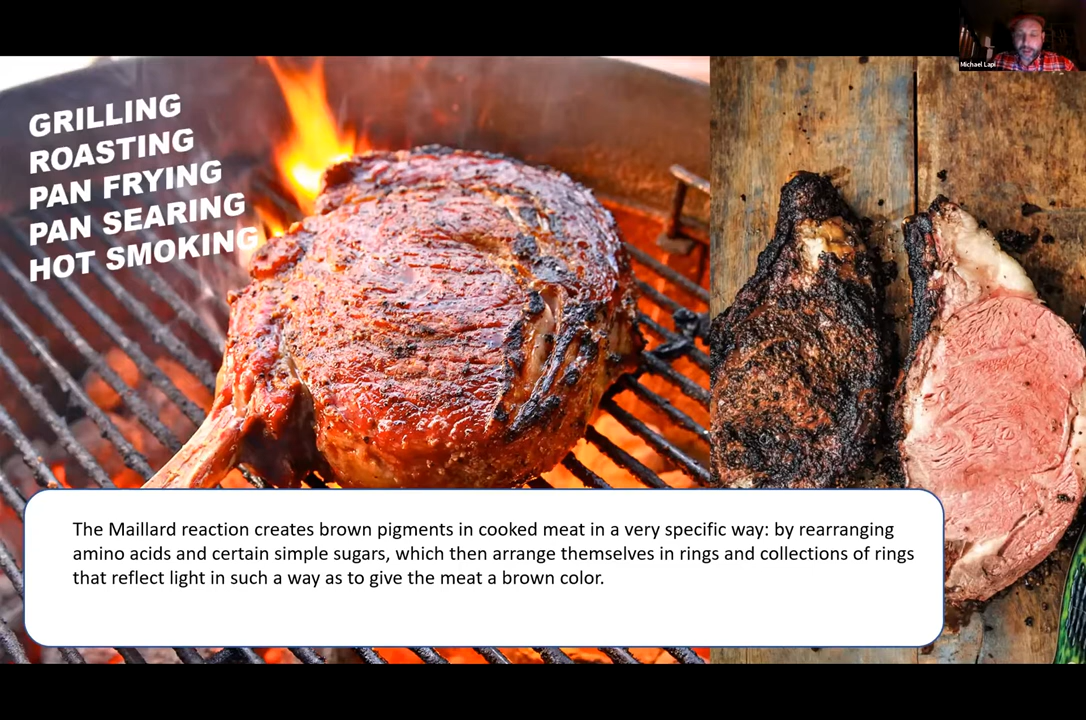 GRILLING
ROASTING
PAN FRYING
PAN SEARING
HOT SMOKING
Michael Lapi
The Maillard reaction creates brown pigments in cooked meat in a very specific way: by rearranging
amino acids and certain simple sugars, which then arrange themselves in rings and collections of rings
that reflect light in such a way as to give the meat a brown color.